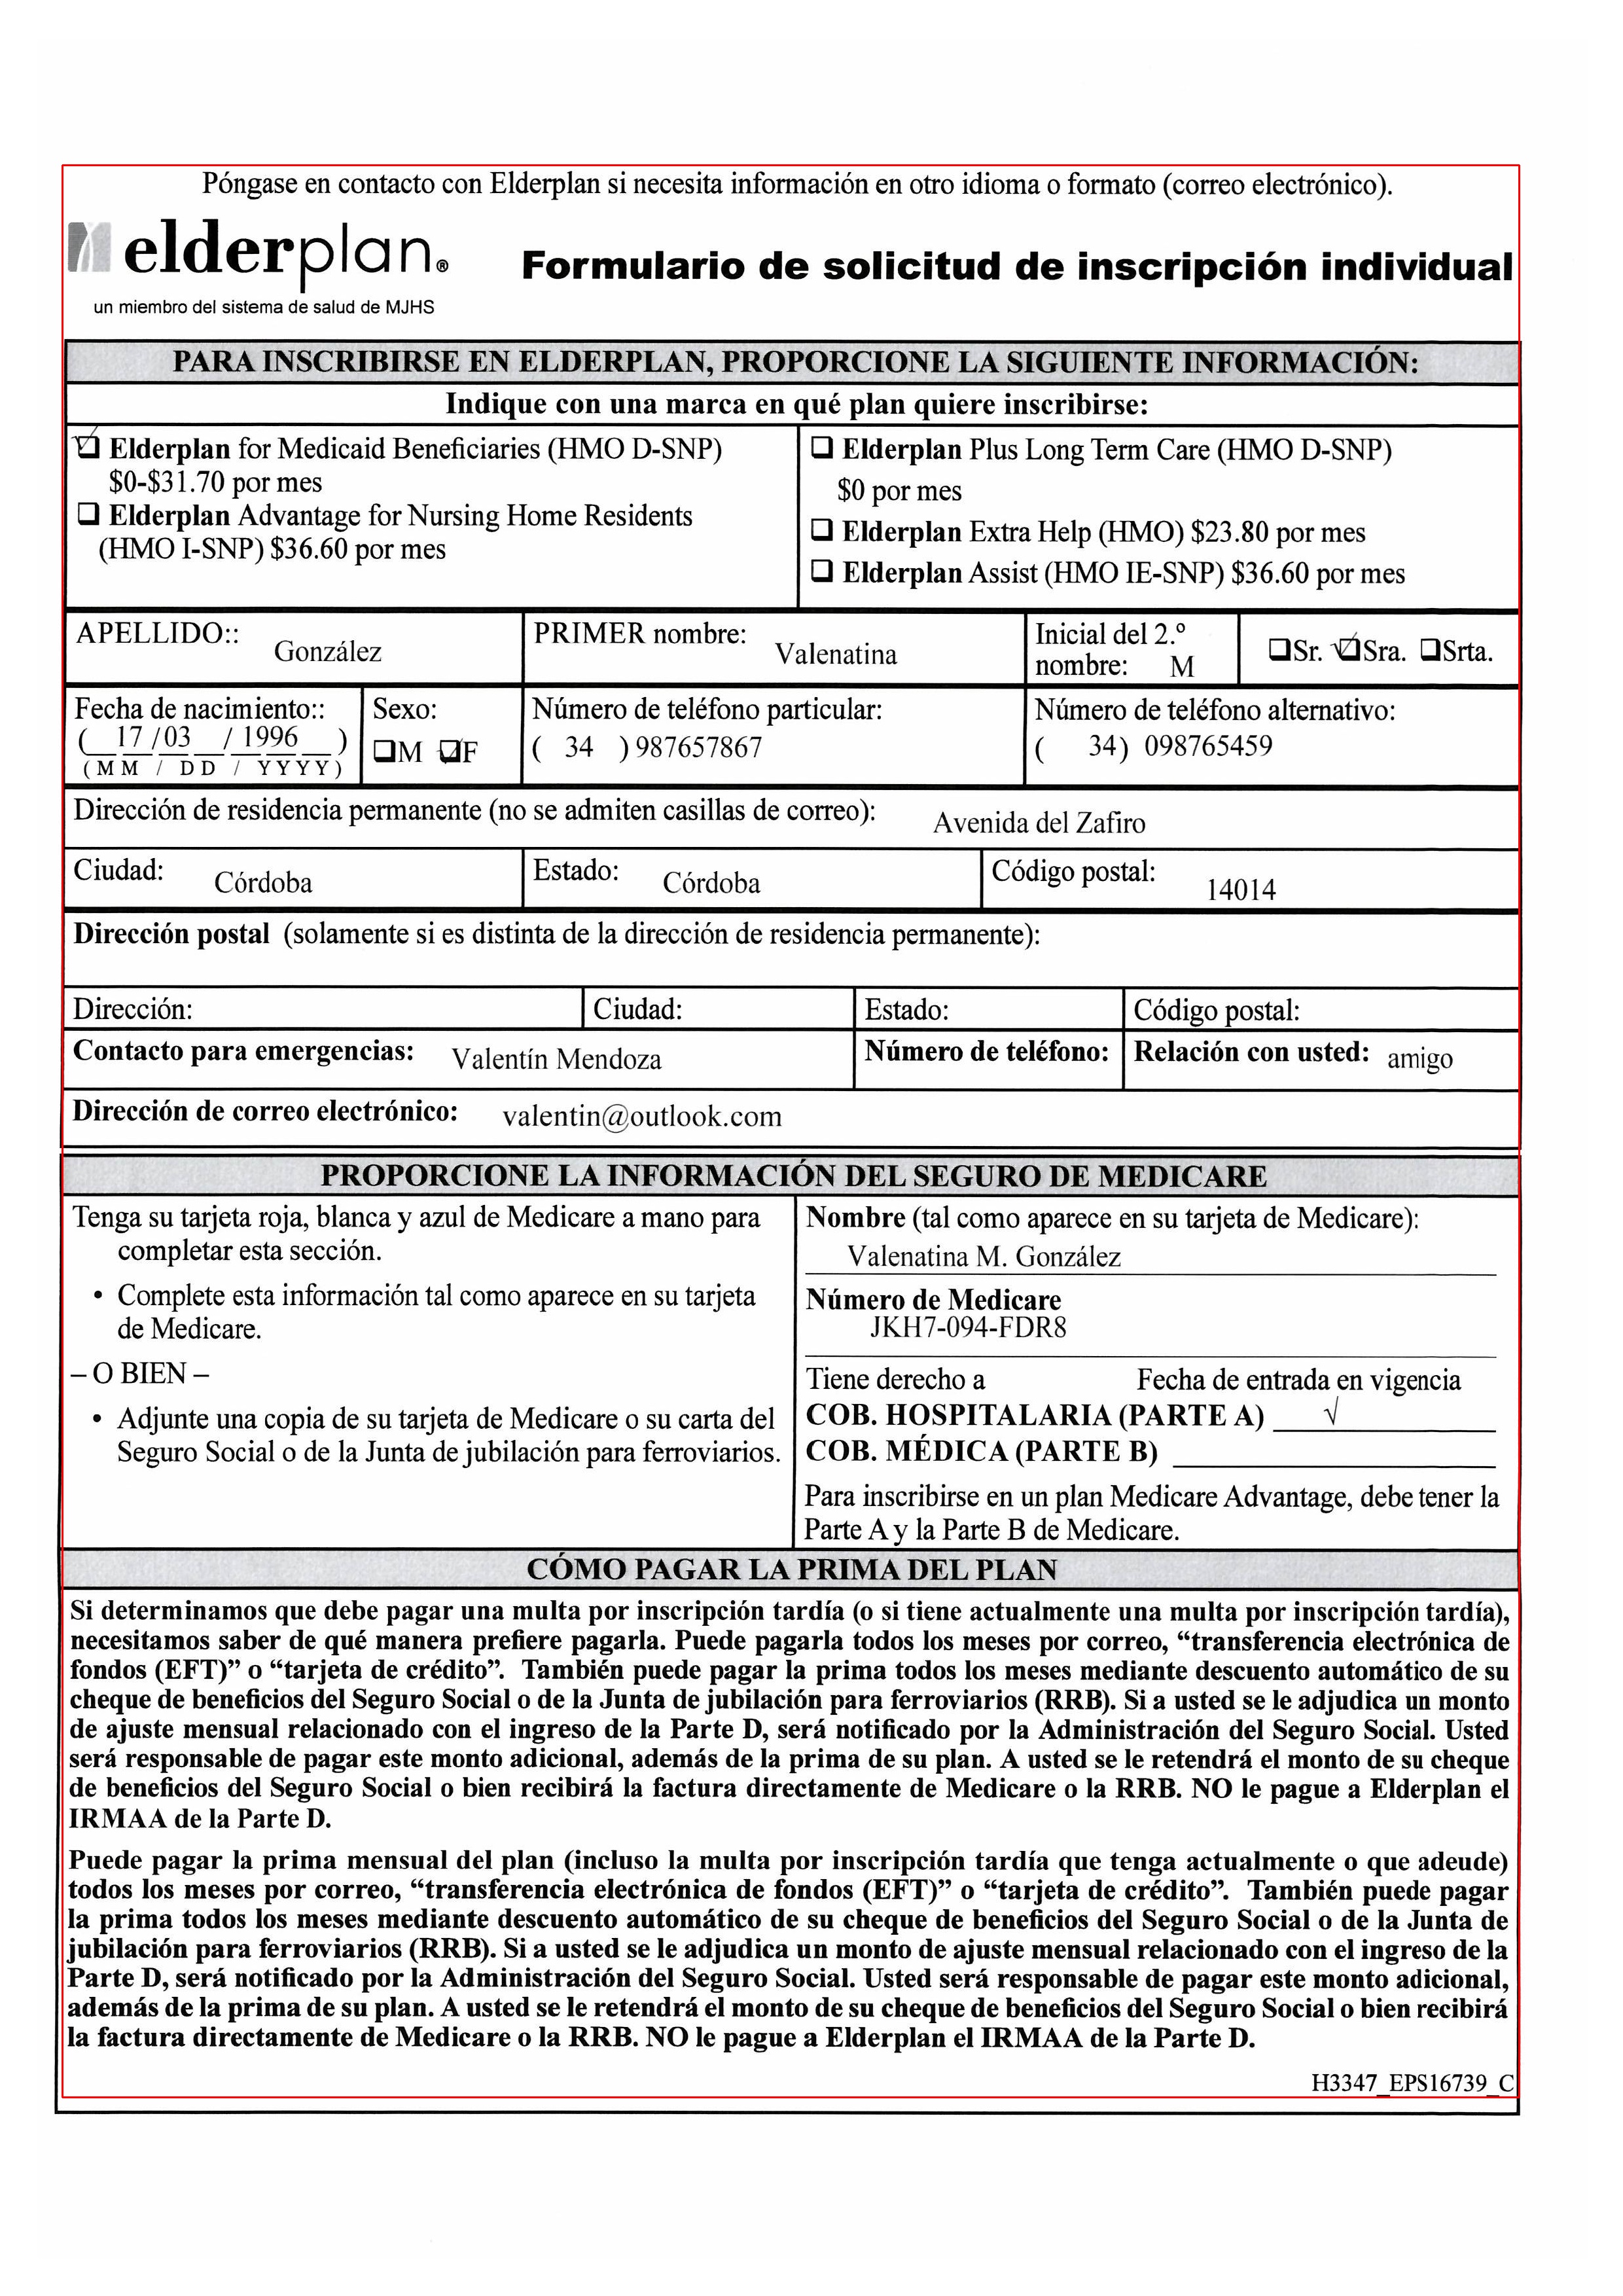 Póngase en contacto con Elderplan si necesita información en otro idioma o formato (correo electrónico).
elderplan®
un miembro del sistema de salud de MJHS
Formulario de solicitud de inscripción individual
PARA INSCRIBIRSE EN ELDERPLAN, PROPORCIONE LA SIGUIENTE INFORMACIÓN:
Indique con una marca en qué plan quiere inscribirse:
☑ Elderplan for Medicaid Beneficiaries (HMO D-SNP)
$0-$31.70 por mes
❑ Elderplan Advantage for Nursing Home Residents
(HMO I-SNP) $36.60 por mes
❑ Elderplan Plus Long Term Care (HMO D-SNP)
$0 por mes
❑ Elderplan Extra Help (HMO) $23.80 por mes
❑ Elderplan Assist (HMO IE-SNP) $36.60 por mes
APELLIDO:: González
PRIMER nombre: Valenatina
Inicial del 2.º
nombre: M
❑Sr. ☑Sra. ❑Srta.
Fecha de nacimiento::
( 17 / 03 / 1996 )
(MM / DD / YYYY)
Sexo:
❑M ☑F
Número de teléfono particular:
( 34 ) 987657867
Número de teléfono alternativo:
( 34) 098765459
Dirección de residencia permanente (no se admiten casillas de correo): Avenida del Zafiro
Ciudad: Córdoba
Estado: Córdoba
Código postal: 14014
Dirección postal (solamente si es distinta de la dirección de residencia permanente):
Dirección:
Ciudad:
Estado:
Código postal:
Contacto para emergencias: Valentín Mendoza
Número de teléfono:
Relación con usted: amigo
Dirección de correo electrónico: valentin@outlook.com
PROPORCIONE LA INFORMACIÓN DEL SEGURO DE MEDICARE
Tenga su tarjeta roja, blanca y azul de Medicare a mano para
completar esta sección.
• Complete esta información tal como aparece en su tarjeta
de Medicare.
– O BIEN –
• Adjunte una copia de su tarjeta de Medicare o su carta del
Seguro Social o de la Junta de jubilación para ferroviarios.
Nombre (tal como aparece en su tarjeta de Medicare):
Valenatina M. González
Número de Medicare
JKH7-094-FDR8
Tiene derecho a Fecha de entrada en vigencia
COB. HOSPITALARIA (PARTE A) √
COB. MÉDICA (PARTE B)
Para inscribirse en un plan Medicare Advantage, debe tener la
Parte A y la Parte B de Medicare.
CÓMO PAGAR LA PRIMA DEL PLAN
Si determinamos que debe pagar una multa por inscripción tardía (o si tiene actualmente una multa por inscripción tardía),
necesitamos saber de qué manera prefiere pagarla. Puede pagarla todos los meses por correo, “transferencia electrónica de
fondos (EFT)” o “tarjeta de crédito”. También puede pagar la prima todos los meses mediante descuento automático de su
cheque de beneficios del Seguro Social o de la Junta de jubilación para ferroviarios (RRB). Si a usted se le adjudica un monto
de ajuste mensual relacionado con el ingreso de la Parte D, será notificado por la Administración del Seguro Social. Usted
será responsable de pagar este monto adicional, además de la prima de su plan. A usted se le retendrá el monto de su cheque
de beneficios del Seguro Social o bien recibirá la factura directamente de Medicare o la RRB. NO le pague a Elderplan el
IRMAA de la Parte D.
Puede pagar la prima mensual del plan (incluso la multa por inscripción tardía que tenga actualmente o que adeude)
todos los meses por correo, “transferencia electrónica de fondos (EFT)” o “tarjeta de crédito”. También puede pagar
la prima todos los meses mediante descuento automático de su cheque de beneficios del Seguro Social o de la Junta de
jubilación para ferroviarios (RRB). Si a usted se le adjudica un monto de ajuste mensual relacionado con el ingreso de la
Parte D, será notificado por la Administración del Seguro Social. Usted será responsable de pagar este monto adicional,
además de la prima de su plan. A usted se le retendrá el monto de su cheque de beneficios del Seguro Social o bien recibirá
la factura directamente de Medicare o la RRB. NO le pague a Elderplan el IRMAA de la Parte D.
H3347_EPS16739_C